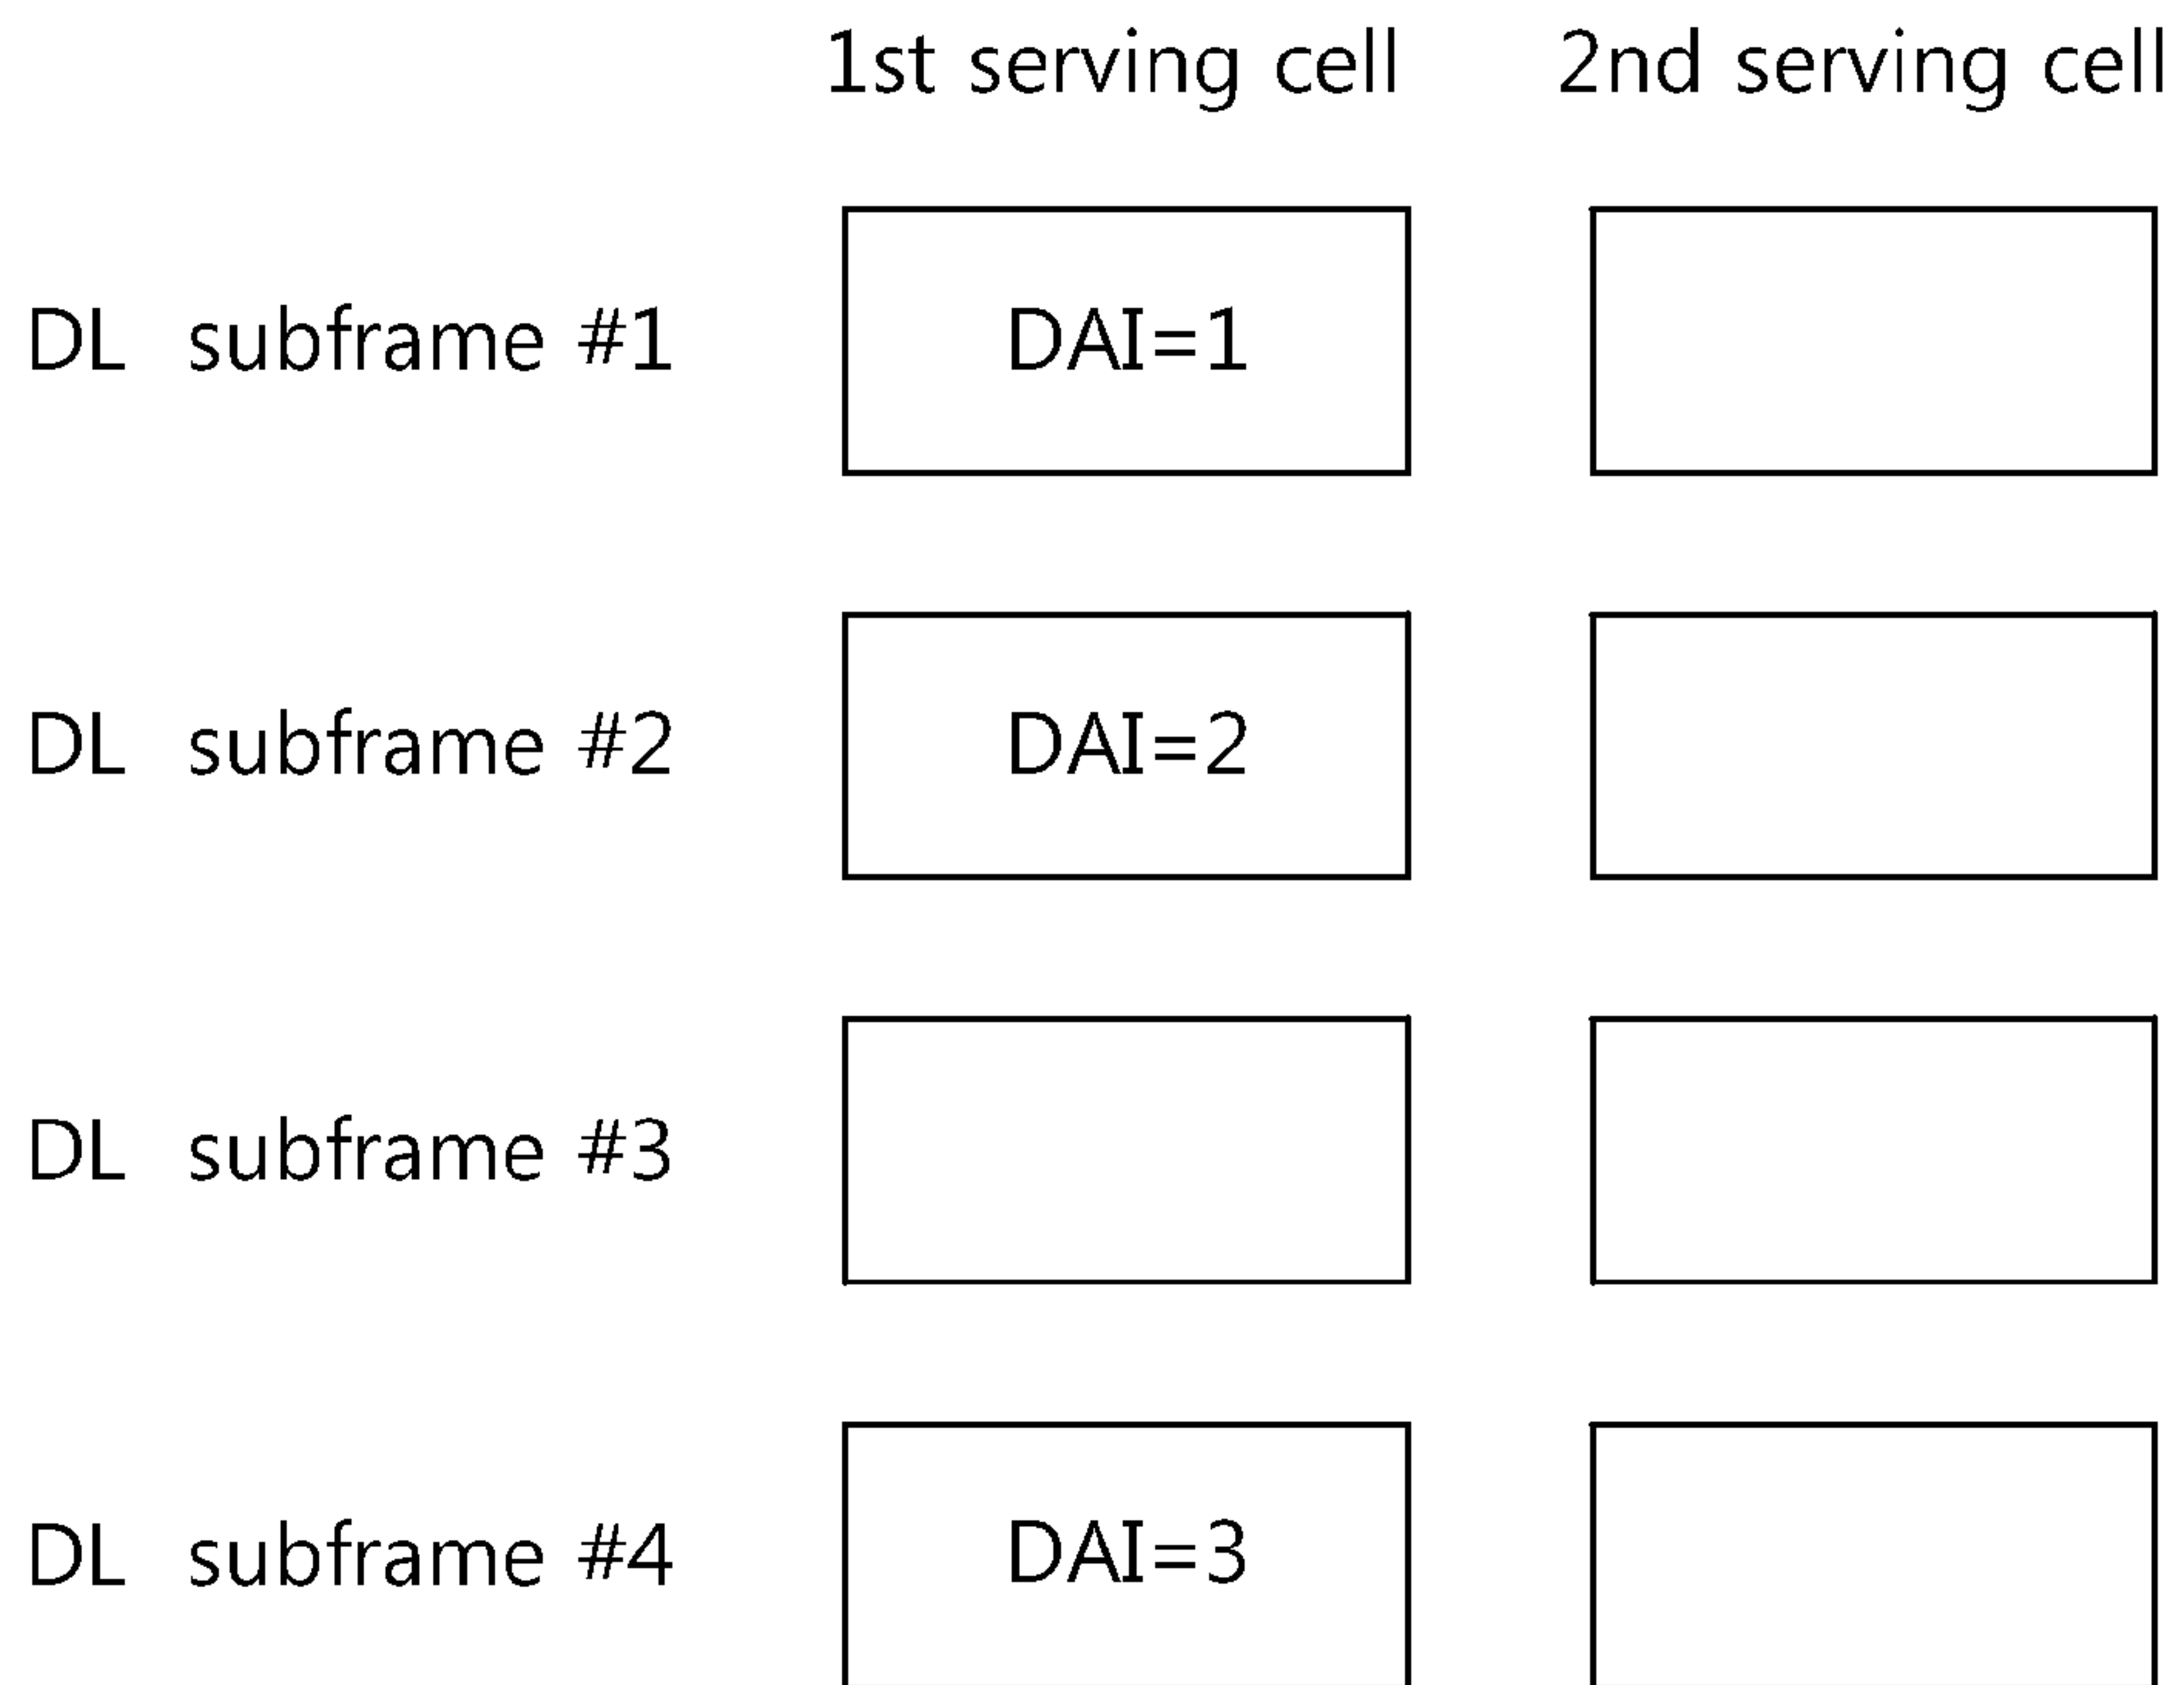 1st serving cell 2nd serving cell
DL subframe #1 DAI=1
DL subframe #2 DAI=2
DL subframe #3
DL subframe #4 DAI=3